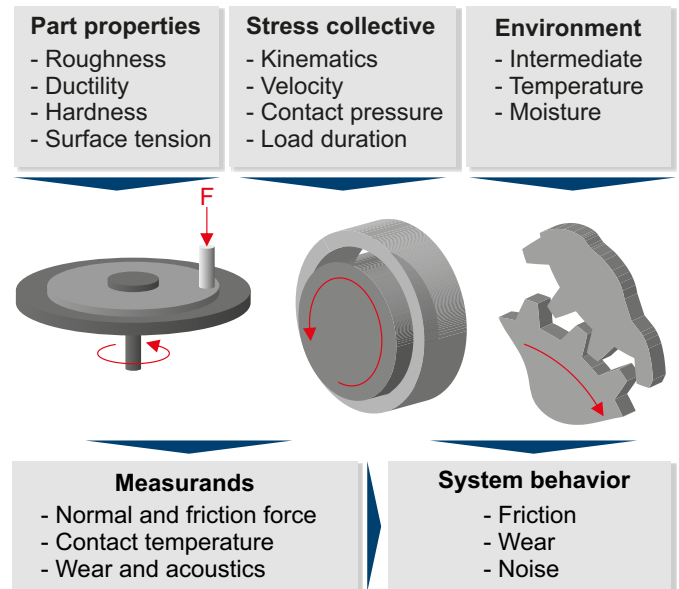 Part properties
- Roughness
- Ductility
- Hardness
- Surface tension
Stress collective
- Kinematics
- Velocity
- Contact pressure
- Load duration
Environment
- Intermediate
- Temperature
- Moisture
F
Measurands
- Normal and friction force
- Contact temperature
- Wear and acoustics
System behavior
- Friction
- Wear
- Noise